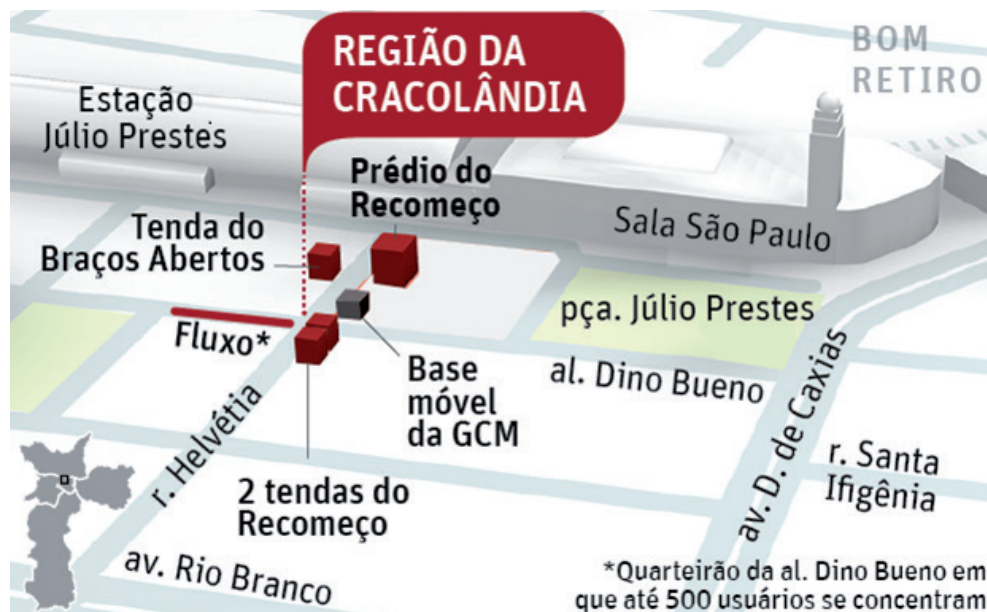 REGIÃO DA
CRACOLÂNDIA
BOM
RETIRO
Estação
Júlio Prestes
Prédio do
Recomeço
Tenda do
Braços Abertos
Sala São Paulo
pça. Júlio Prestes
Fluxo*
al. Dino Bueno
Base
móvel
da GCM
r. Helvétia
av. D. de Caxias
r. Santa
Ifigênia
2 tendas do
Recomeço
av. Rio Branco
*Quarteirão da al. Dino Bueno em
que até 500 usuários se concentram